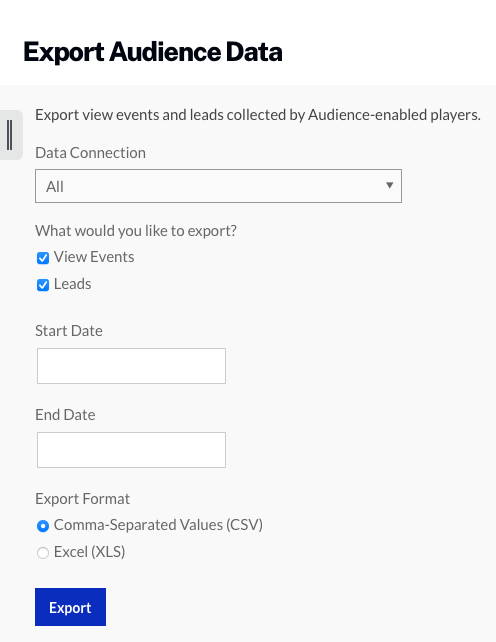 Export Audience Data
Export view events and leads collected by Audience-enabled players.
Data Connection
All
What would you like to export?
View Events
Leads
Start Date
End Date
Export Format
Comma-Separated Values (CSV)
Excel (XLS)
Export